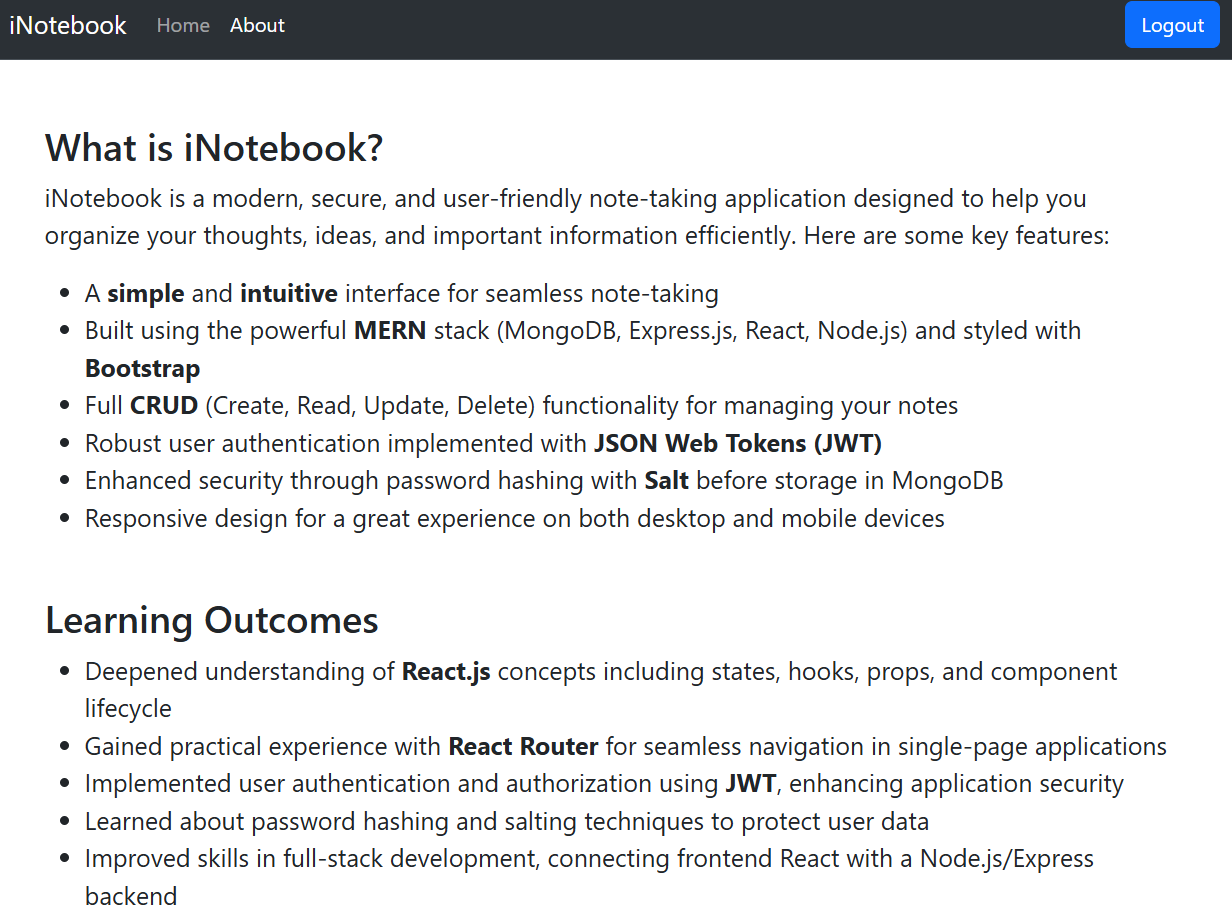 iNotebook Home About Logout
What is iNotebook?
iNotebook is a modern, secure, and user-friendly note-taking application designed to help you
organize your thoughts, ideas, and important information efficiently. Here are some key features:
• A simple and intuitive interface for seamless note-taking
• Built using the powerful MERN stack (MongoDB, Express.js, React, Node.js) and styled with
Bootstrap
• Full CRUD (Create, Read, Update, Delete) functionality for managing your notes
• Robust user authentication implemented with JSON Web Tokens (JWT)
• Enhanced security through password hashing with Salt before storage in MongoDB
• Responsive design for a great experience on both desktop and mobile devices
Learning Outcomes
• Deepened understanding of React.js concepts including states, hooks, props, and component
lifecycle
• Gained practical experience with React Router for seamless navigation in single-page applications
• Implemented user authentication and authorization using JWT, enhancing application security
• Learned about password hashing and salting techniques to protect user data
• Improved skills in full-stack development, connecting frontend React with a Node.js/Express
backend